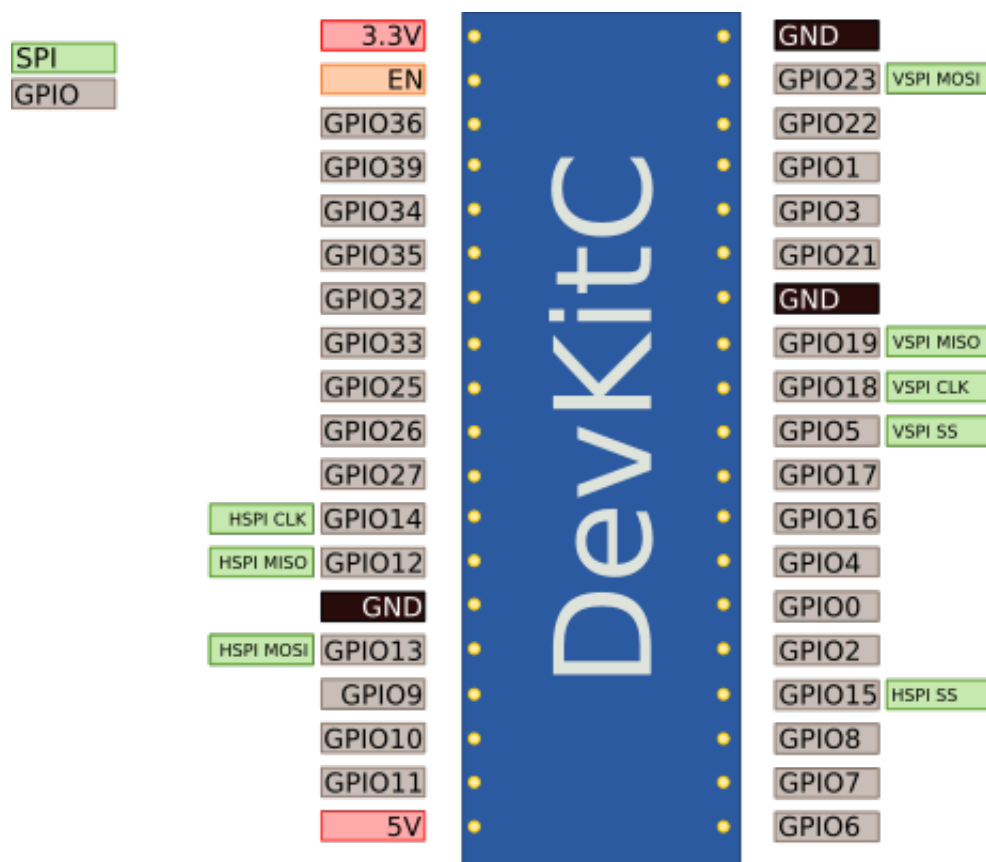 SPI
GPIO
3.3V
EN
GPIO36
GPIO39
GPIO34
GPIO35
GPIO32
GPIO33
GPIO25
GPIO26
GPIO27
HSPI CLK GPIO14
HSPI MISO GPIO12
GND
HSPI MOSI GPIO13
GPIO9
GPIO10
GPIO11
5V
DevKitC
GND
GPIO23 VSPI MOSI
GPIO22
GPIO1
GPIO3
GPIO21
GND
GPIO19 VSPI MISO
GPIO18 VSPI CLK
GPIO5 VSPI SS
GPIO17
GPIO16
GPIO4
GPIO0
GPIO2
GPIO15 HSPI SS
GPIO8
GPIO7
GPIO6